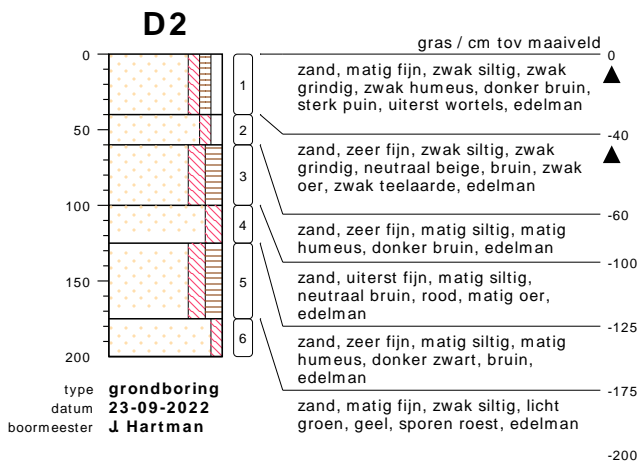 D2
gras / cm tov maaiveld
0
50
100
150
200
1
2
3
4
5
6
zand, matig fijn, zwak siltig, zwak
grindig, zwak humeus, donker bruin,
sterk puin, uiterst wortels, edelman
zand, zeer fijn, zwak siltig, zwak
grindig, neutraal beige, bruin, zwak
oer, zwak teelaarde, edelman
zand, zeer fijn, matig siltig, matig
humeus, donker bruin, edelman
zand, uiterst fijn, matig siltig,
neutraal bruin, rood, matig oer,
edelman
zand, zeer fijn, matig siltig, matig
humeus, donker zwart, bruin,
edelman
zand, matig fijn, zwak siltig, licht
groen, geel, sporen roest, edelman
0
-40
-60
-100
-125
-175
-200
type grondboring
datum 23-09-2022
boormeester J. Hartman